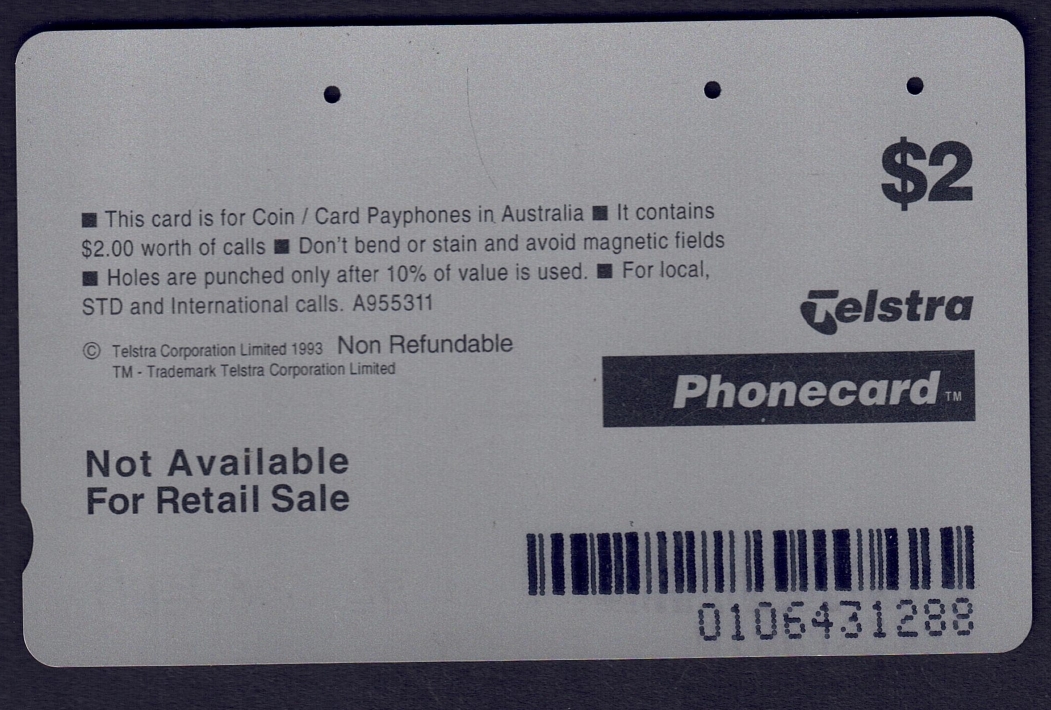 $2
■ This card is for Coin / Card Payphones in Australia ■ It contains
$2.00 worth of calls ■ Don't bend or stain and avoid magnetic fields
■ Holes are punched only after 10% of value is used. ■ For local,
STD and International calls. A955311
Telstra
© Telstra Corporation Limited 1993 Non Refundable
TM - Trademark Telstra Corporation Limited
Phonecard TM
Not Available
For Retail Sale
0106431288